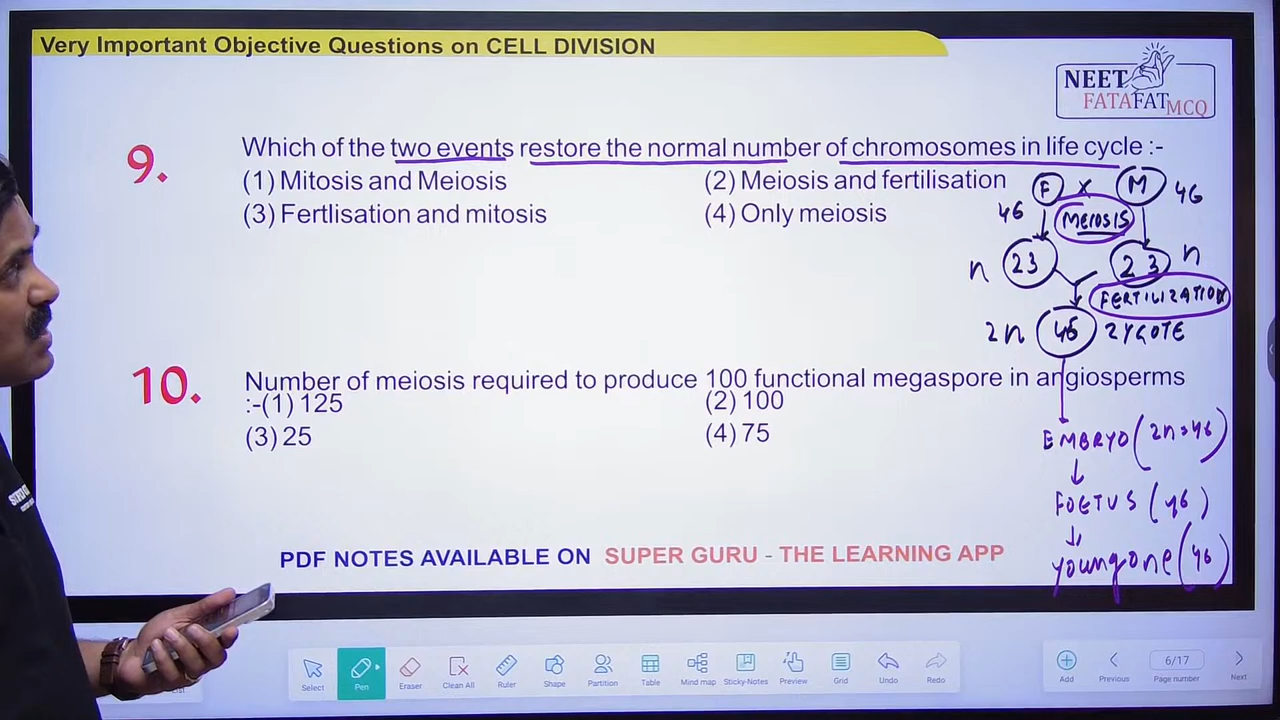 Very Important Objective Questions on CELL DIVISION
NEET
FATAFAT MCQ
9.
Which of the two events restore the normal number of chromosomes in life cycle :-
(1) Mitosis and Meiosis
(2) Meiosis and fertilisation
(3) Fertlisation and mitosis
(4) Only meiosis
F × M
46
46
MEIOSIS
n 23
23 n
FERTILIZATION
2n 46 ZYGOTE
EMBRYO (2n=46)
FOETUS (46)
young one (46)
10.
Number of meiosis required to produce 100 functional megaspore in angiosperms
:-(1) 125
(2) 100
(3) 25
(4) 75
PDF NOTES AVAILABLE ON SUPER GURU - THE LEARNING APP
Select
Pen
Eraser
Clean All
Ruler
Shape
Partition
Table
Mind map
Sticky-Notes
Preview
Grid
Undo
Redo
Add
Previous
6/17
Page number
Next